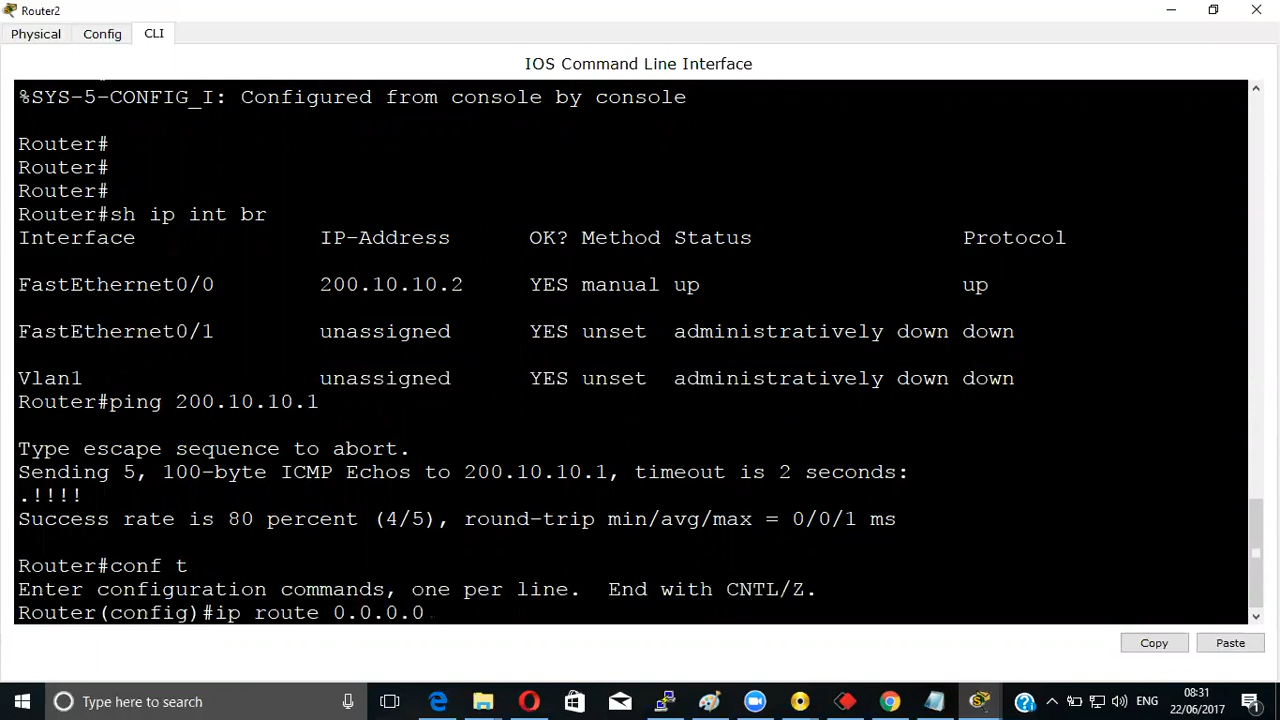 Router2
Physical Config CLI
IOS Command Line Interface
%SYS-5-CONFIG_I: Configured from console by console
Router#
Router#
Router#
Router#sh ip int br
Interface IP-Address OK? Method Status Protocol
FastEthernet0/0 200.10.10.2 YES manual up up
FastEthernet0/1 unassigned YES unset administratively down down
Vlan1 unassigned YES unset administratively down down
Router#ping 200.10.10.1
Type escape sequence to abort.
Sending 5, 100-byte ICMP Echos to 200.10.10.1, timeout is 2 seconds:
.!!!!
Success rate is 80 percent (4/5), round-trip min/avg/max = 0/0/1 ms
Router#conf t
Enter configuration commands, one per line. End with CNTL/Z.
Router(config)#ip route 0.0.0.0
Copy Paste
Type here to search
ENG
08:31
22/06/2017
1